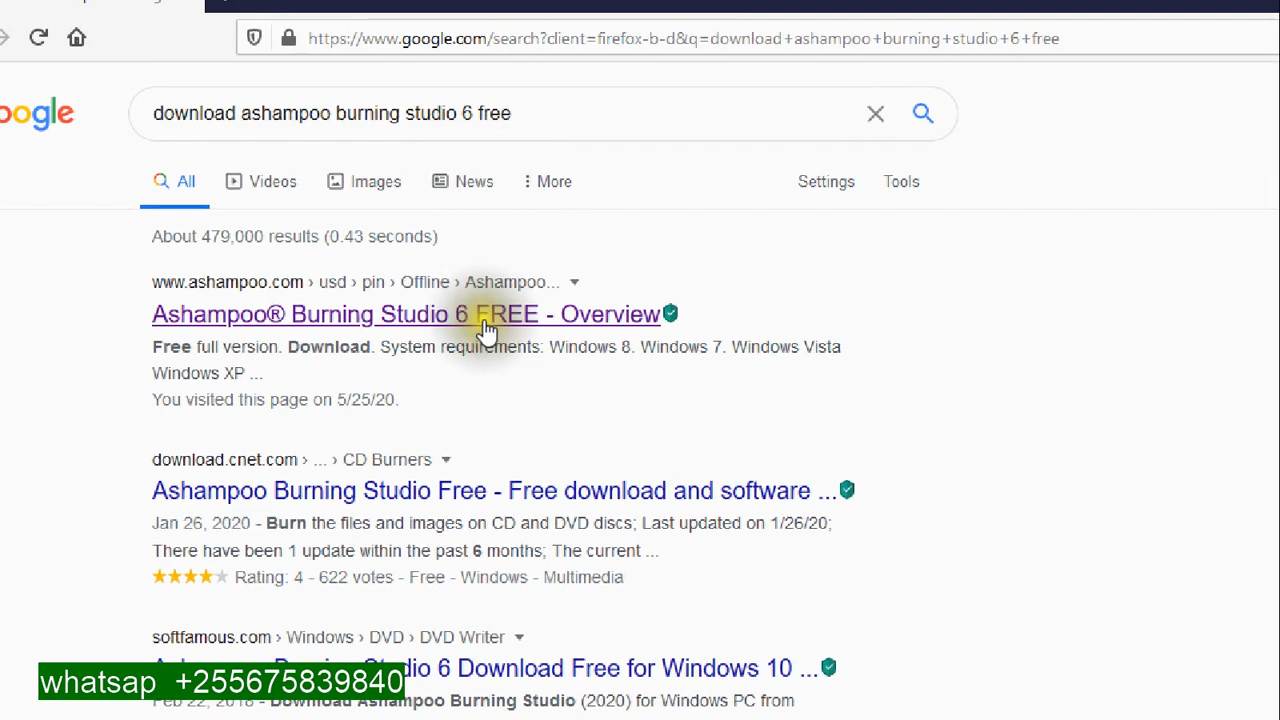 https://www.google.com/search?client=firefox-b-d&q=download+ashampoo+burning+studio+6+free
oogle
download ashampoo burning studio 6 free
All Videos Images News More Settings Tools
About 479,000 results (0.43 seconds)
www.ashampoo.com › usd › pin › Offline › Ashampoo...
Ashampoo® Burning Studio 6 FREE - Overview
Free full version. Download. System requirements: Windows 8. Windows 7. Windows Vista
Windows XP ...
You visited this page on 5/25/20.
download.cnet.com › ... › CD Burners
Ashampoo Burning Studio Free - Free download and software ...
Jan 26, 2020 - Burn the files and images on CD and DVD discs; Last updated on 1/26/20;
There have been 1 update within the past 6 months; The current ...
Rating: 4 - 622 votes - Free - Windows - Multimedia
softfamous.com › Windows › DVD › DVD Writer
Studio 6 Download Free for Windows 10 ...
whatsap +255675839840
Download Ashampoo Burning Studio (2020) for Windows PC from